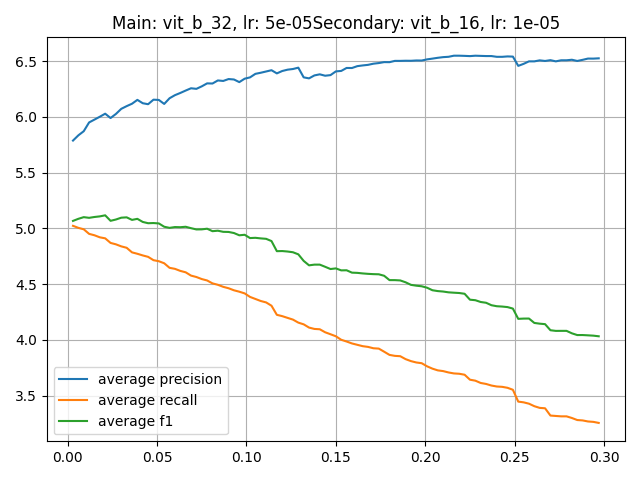 Main: vit_b_32, lr: 5e-05Secondary: vit_b_16, lr: 1e-05
6.5
6.0
5.5
5.0
4.5
4.0
3.5
average precision
average recall
average f1
0.00 0.05 0.10 0.15 0.20 0.25 0.30